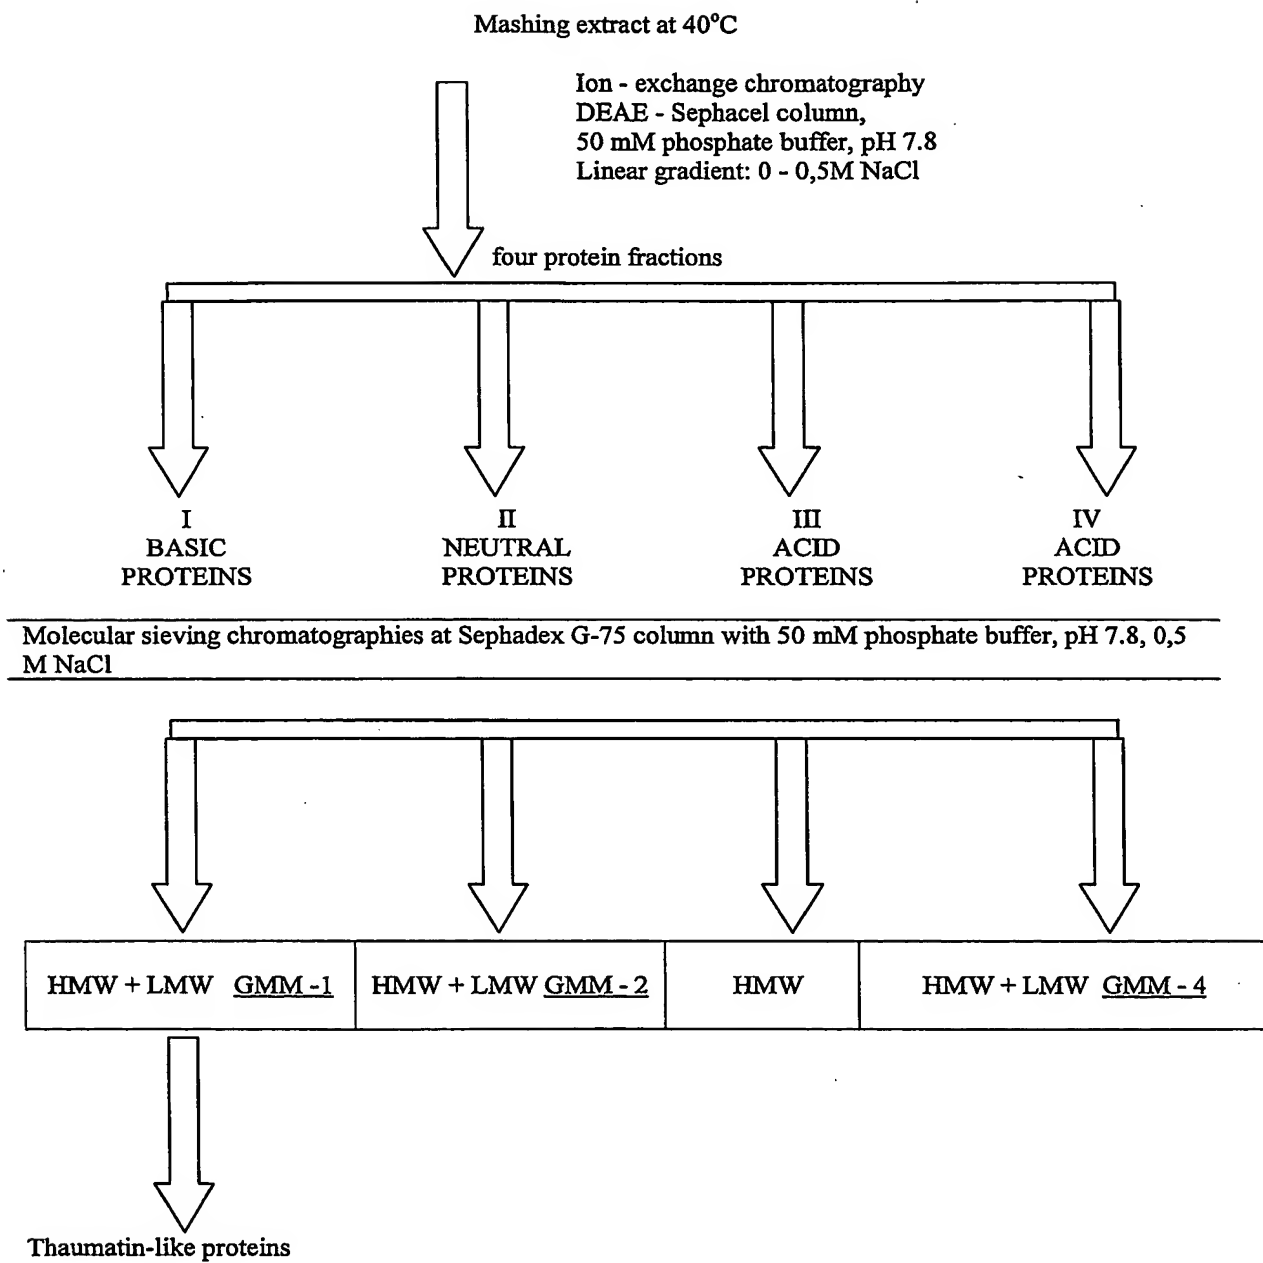 Mashing extract at 40°C
Ion - exchange chromatography
DEAE - Sephacel column,
50 mM phosphate buffer, pH 7.8
Linear gradient: 0 - 0,5M NaCl
four protein fractions
I
BASIC
PROTEINS
II
NEUTRAL
PROTEINS
III
ACID
PROTEINS
IV
ACID
PROTEINS
Molecular sieving chromatographies at Sephadex G-75 column with 50 mM phosphate buffer, pH 7.8, 0,5
M NaCl
HMW + LMW GMM -1
HMW + LMW GMM - 2
HMW
HMW + LMW GMM - 4
Thaumatin-like proteins